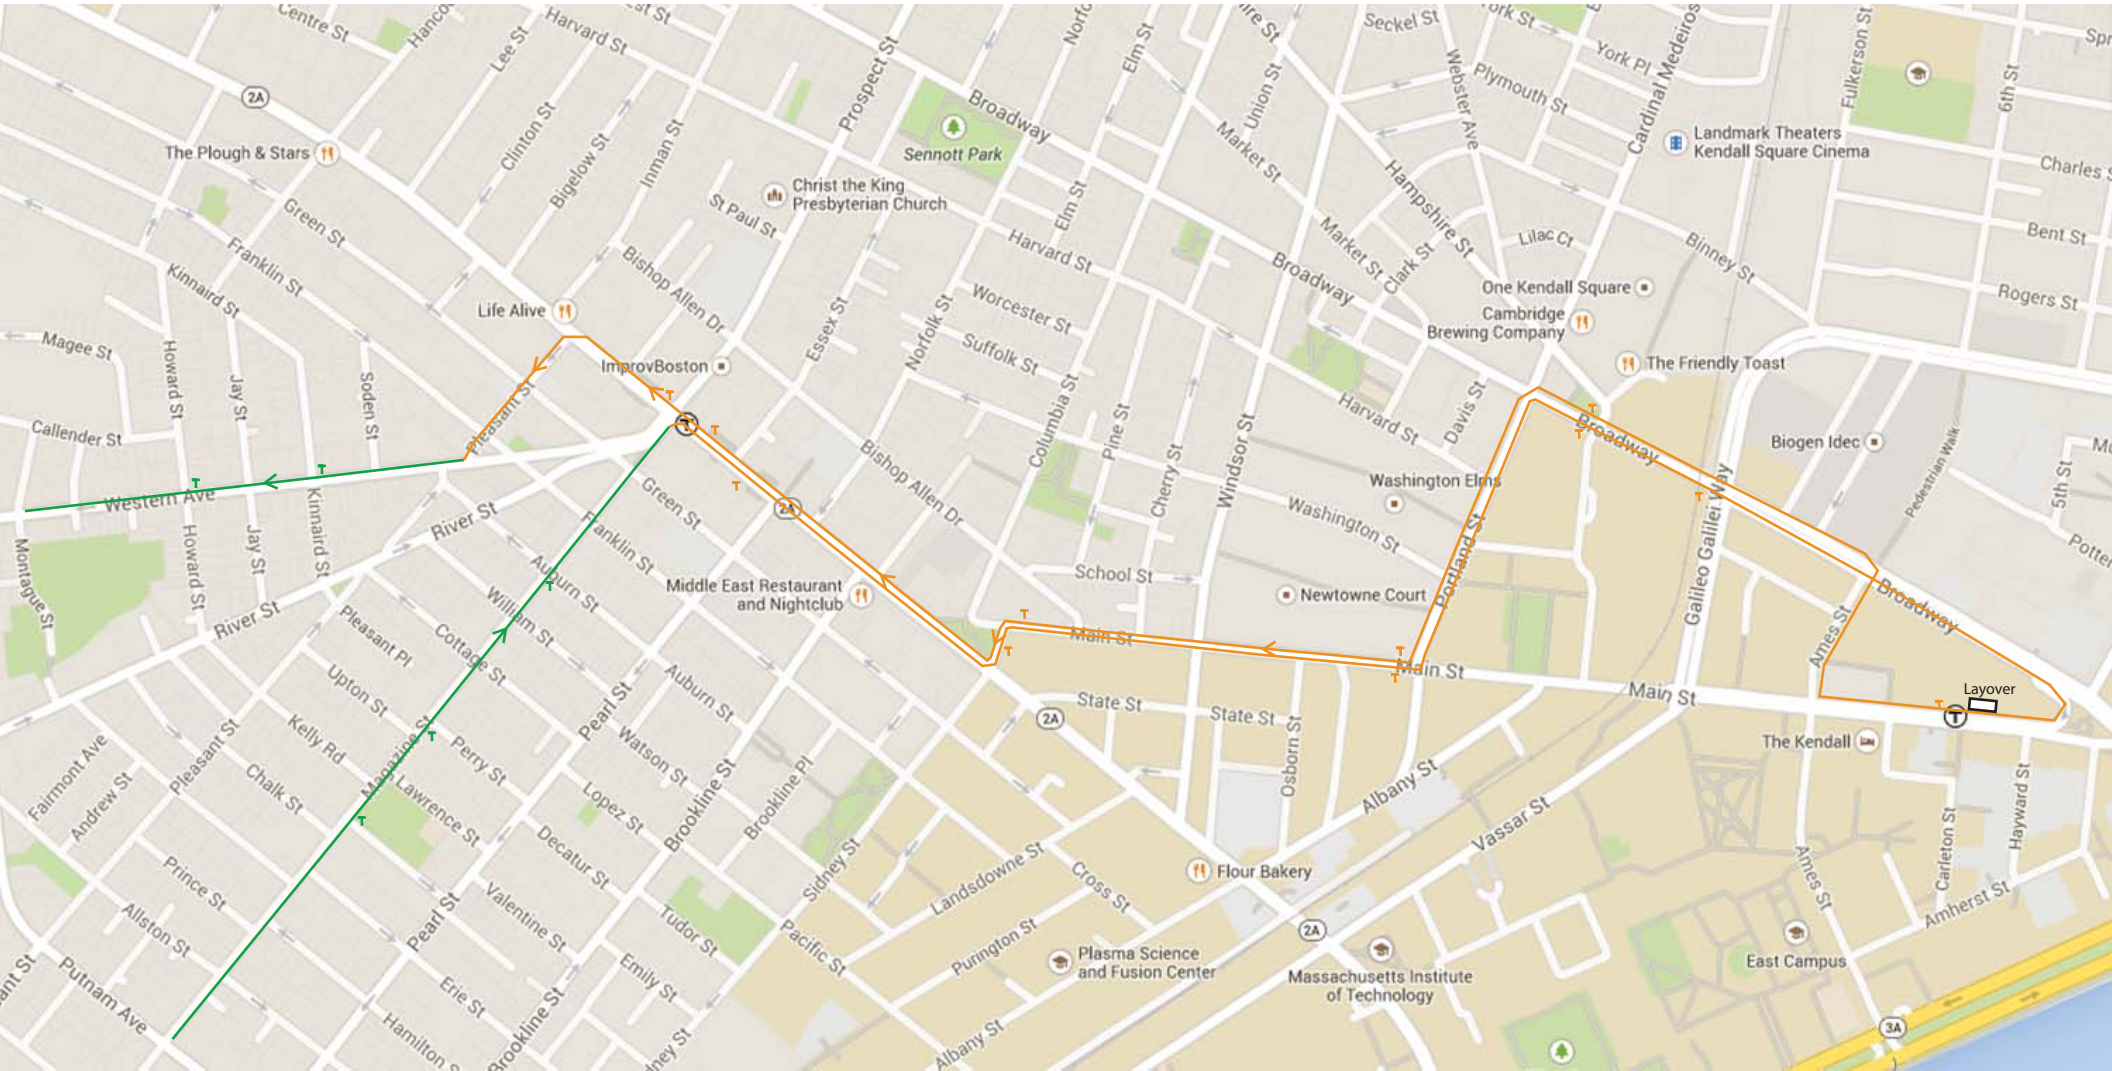 Centre St
Hanco
Lee St
Harvard St
est St
Norfo
Elm St
Seckel St
York St
York Pl
Cardinal Medeiros
Fulkerson St
6th St
Spr
2A
The Plough & Stars
Clinton St
Bigelow St
Inman St
Prospect St
Broadway
Sennott Park
Market St
Union St
Webster Ave
Plymouth St
Hampshire St
Landmark Theaters
Kendall Square Cinema
Charles S
Green St
Franklin St
Kinnaird St
St Paul St
Christ the King
Presbyterian Church
Elm St
Harvard St
Market St
Clark St
Lilac Ct
Binney St
Bent St
Rogers St
Life Alive
Bishop Allen Dr
ImprovBoston
Essex St
Norfolk St
Worcester St
Suffolk St
Broadway
One Kendall Square
Cambridge
Brewing Company
The Friendly Toast
Magee St
Howard St
Jay St
Soden St
Pleasant St
T
Callender St
Columbia St
Pine St
Cherry St
Windsor St
Harvard St
Davis St
Broadway
Biogen Idec
Pedestrian Walk
5th St
Potter
Western Ave
Montague St
Howard St
Jay St
Kinnaird St
River St
River St
Green St
Franklin St
Auburn St
William St
2A
Bishop Allen Dr
Washington Elms
Washington St
Portland St
Galileo Galilei Way
Middle East Restaurant
and Nightclub
School St
Newtowne Court
Main St
Main St
Main St
Ames St
Broadway
Layover
T
The Kendall
Pleasant Pl
Cottage St
Upton St
Kelly Rd
Magazine St
Auburn St
Pearl St
Watson St
Perry St
Lawrence St
Lopez St
Brookline St
Brookline Pl
2A
State St
State St
Osborn St
Albany St
Vassar St
Fairmont Ave
Andrew St
Pleasant St
Chalk St
Prince St
Allston St
Putnam Ave
ant St
Decatur St
Valentine St
Pearl St
Erie St
Hamilton S
Tudor St
Emily St
Brookline St
Sidney St
dney St
Pacific St
Landsdowne St
Cross St
Purington St
Albany St
Flour Bakery
2A
Plasma Science
and Fusion Center
Massachusetts Institute
of Technology
Ames St
Carleton St
Hayward St
Amherst St
East Campus
3A